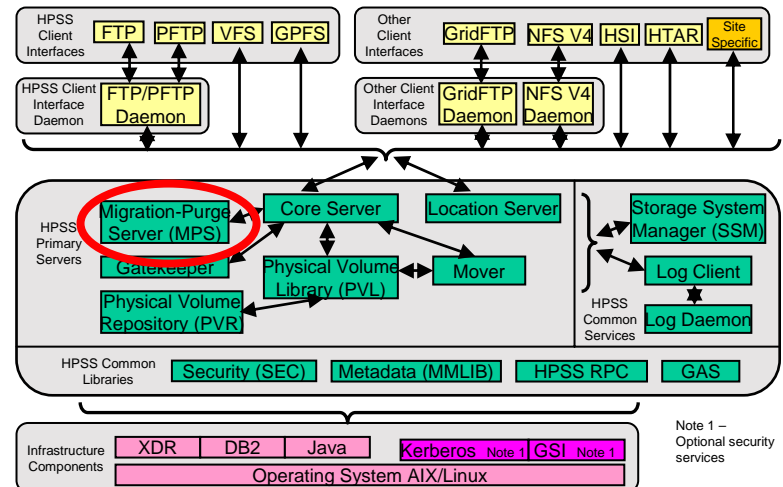 HPSS
Client
Interfaces
FTP
PFTP
VFS
GPFS
Other
Client
Interfaces
GridFTP
NFS V4
HSI
HTAR
Site
Specific
HPSS Client
Interface
Daemon
FTP/PFTP
Daemon
Other Client
Interface
Daemons
GridFTP
Daemon
NFS V4
Daemon
HPSS
Primary
Servers
Migration-Purge
Server (MPS)
Core Server
Location Server
Gatekeeper
Physical Volume
Library (PVL)
Mover
Physical Volume
Repository (PVR)
Storage System
Manager (SSM)
Log Client
HPSS
Common
Services
Log Daemon
HPSS Common
Libraries
Security (SEC)
Metadata (MMLIB)
HPSS RPC
GAS
Infrastructure
Components
XDR
DB2
Java
Kerberos Note 1
GSI Note 1
Operating System AIX/Linux
Note 1 –
Optional security
services